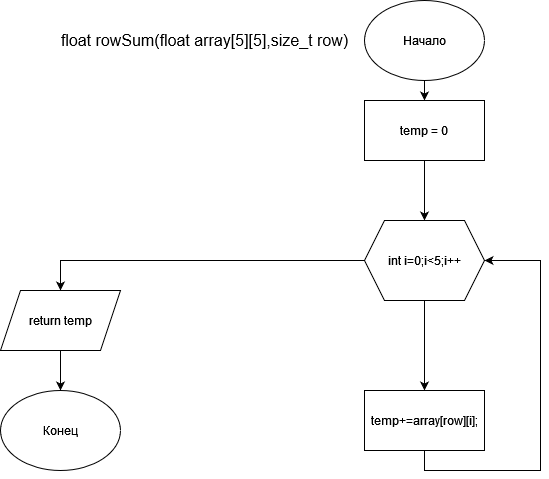 float rowSum(float array[5][5],size_t row)
Начало
temp = 0
int i=0;i<5;i++
return temp
temp+=array[row][i];
Конец